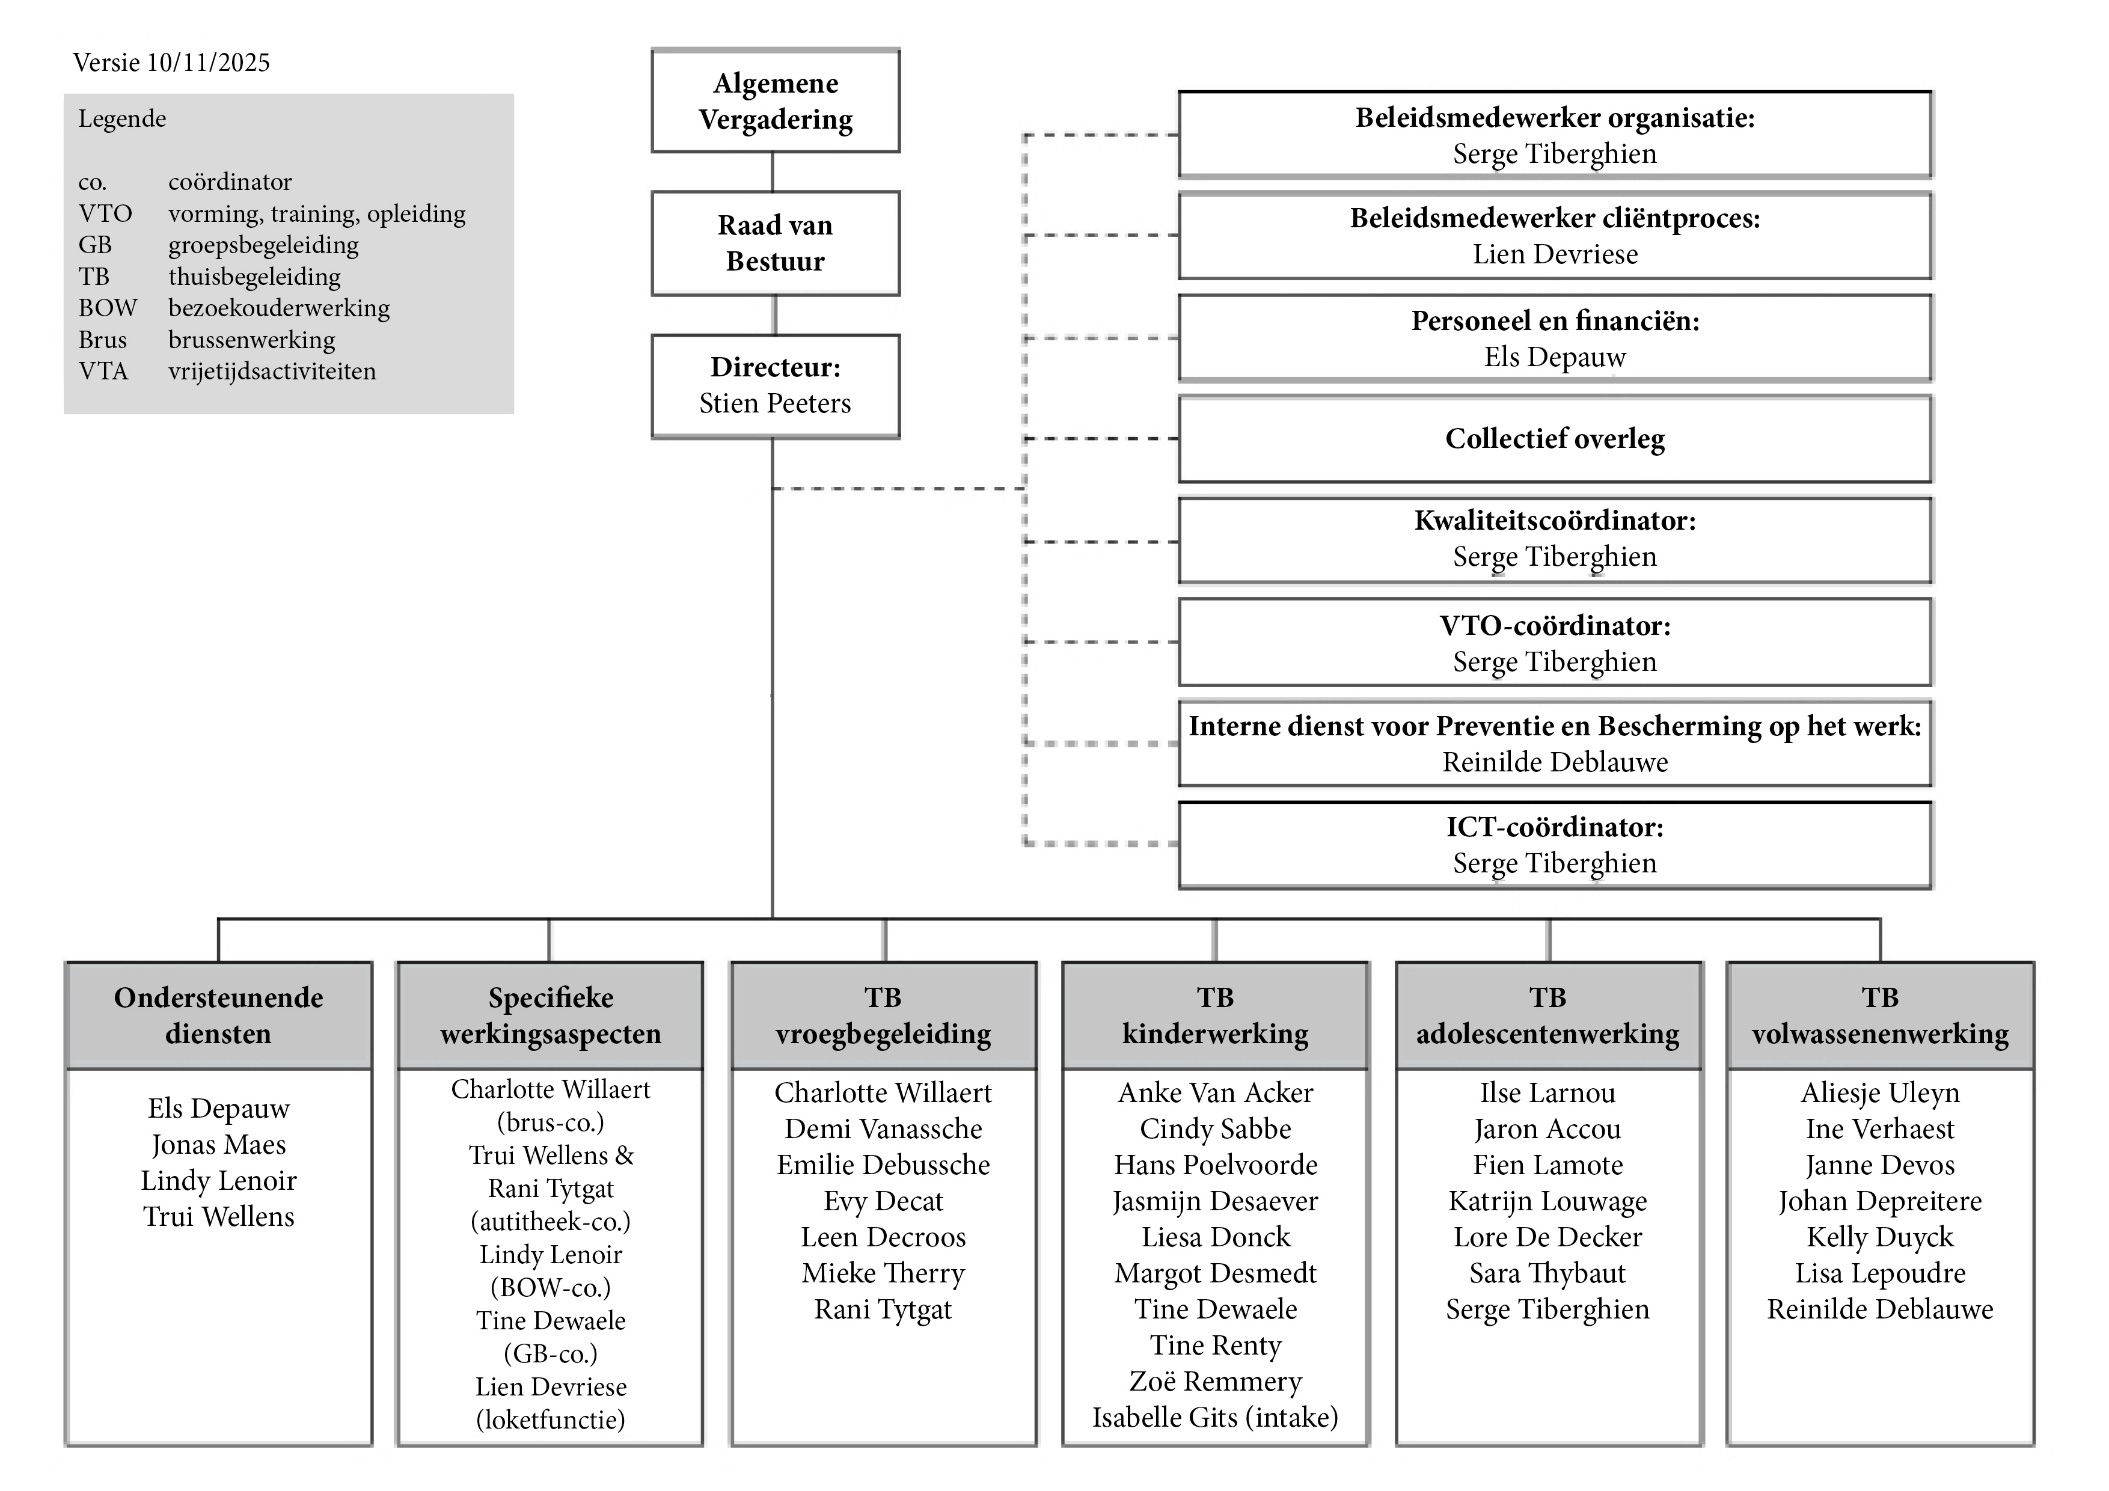 Versie 10/11/2025
Legende
co. coördinator
VTO vorming, training, opleiding
GB groepsbegeleiding
TB thuisbegeleiding
BOW bezoekouderwerking
Brus brussenwerking
VTA vrijetijdsactiviteiten
Algemene
Vergadering
Raad van
Bestuur
Directeur:
Stien Peeters
Beleidsmedewerker organisatie:
Serge Tiberghien
Beleidsmedewerker cliëntproces:
Lien Devriese
Personeel en financiën:
Els Depauw
Collectief overleg
Kwaliteitscoördinator:
Serge Tiberghien
VTO-coördinator:
Serge Tiberghien
Interne dienst voor Preventie en Bescherming op het werk:
Reinilde Deblauwe
ICT-coördinator:
Serge Tiberghien
Ondersteunende
diensten
Els Depauw
Jonas Maes
Lindy Lenoir
Trui Wellens
Specifieke
werkingsaspecten
Charlotte Willaert
(brus-co.)
Trui Wellens &
Rani Tytgat
(autitheek-co.)
Lindy Lenoir
(BOW-co.)
Tine Dewaele
(GB-co.)
Lien Devriese
(loketfunctie)
TB
vroegbegeleiding
Charlotte Willaert
Demi Vanassche
Emilie Debussche
Evy Decat
Leen Decroos
Mieke Therry
Rani Tytgat
TB
kinderwerking
Anke Van Acker
Cindy Sabbe
Hans Poelvoorde
Jasmijn Desaever
Liesa Donck
Margot Desmedt
Tine Dewaele
Tine Renty
Zoë Remmery
Isabelle Gits (intake)
TB
adolescentenwerking
Ilse Larnou
Jaron Accou
Fien Lamote
Katrijn Louwage
Lore De Decker
Sara Thybaut
Serge Tiberghien
TB
volwassenenwerking
Aliesje Uleyn
Ine Verhaest
Janne Devos
Johan Depreitere
Kelly Duyck
Lisa Lepoudre
Reinilde Deblauwe